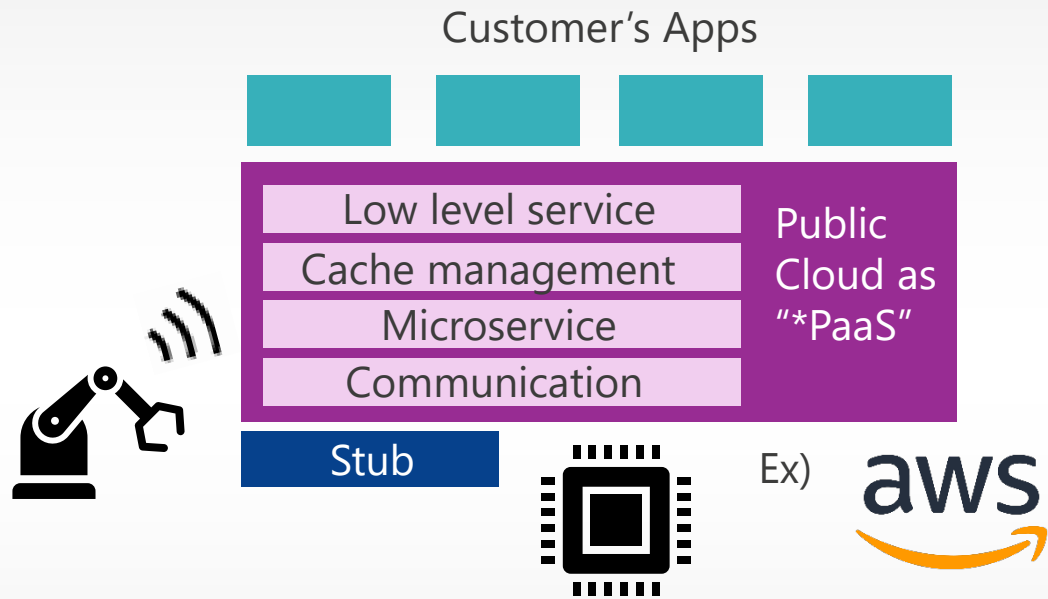 Customer’s Apps
Low level service
Cache management
Microservice
Communication
Public
Cloud as
“*PaaS”
Stub
Ex)
aws